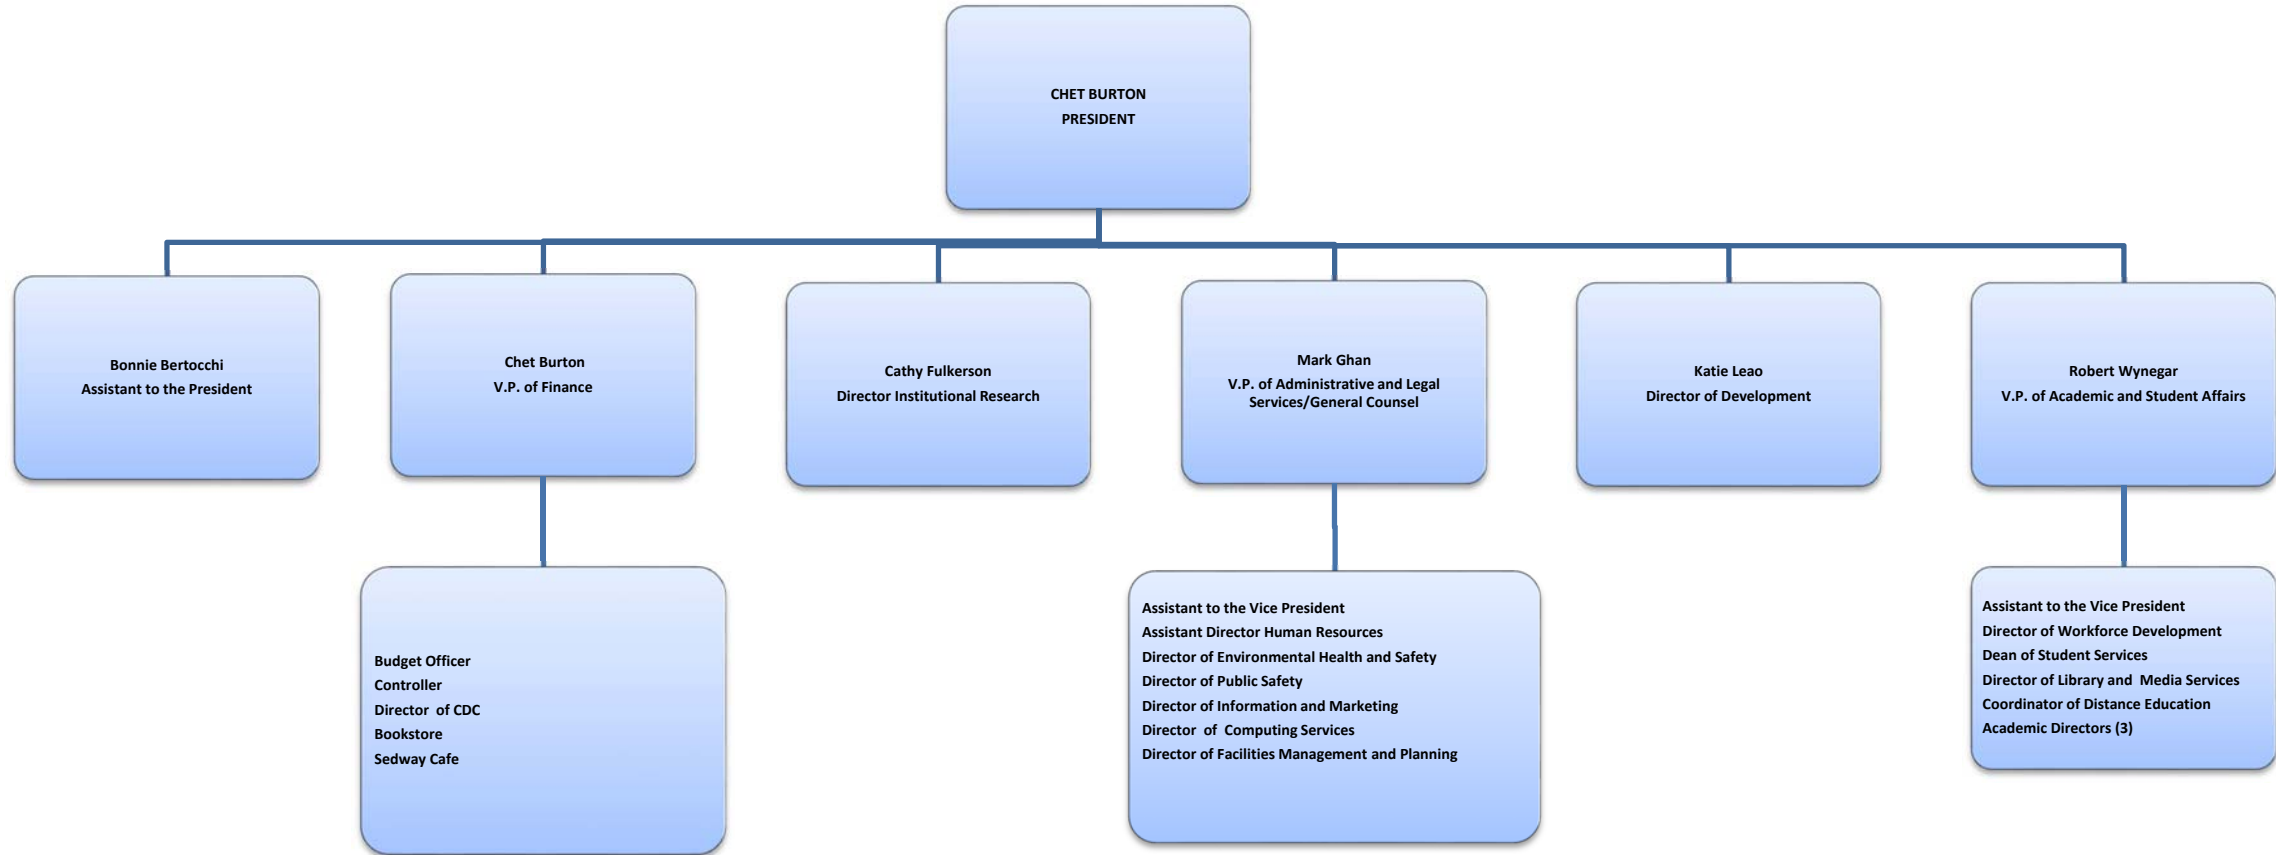 CHET BURTON
PRESIDENT
Bonnie Bertocchi
Assistant to the President
Chet Burton
V.P. of Finance
Cathy Fulkerson
Director Institutional Research
Mark Ghan
V.P. of Administrative and Legal
Services/General Counsel
Katie Leao
Director of Development
Robert Wynegar
V.P. of Academic and Student Affairs
Budget Officer
Controller
Director of CDC
Bookstore
Sedway Cafe
Assistant to the Vice President
Assistant Director Human Resources
Director of Environmental Health and Safety
Director of Public Safety
Director of Information and Marketing
Director of Computing Services
Director of Facilities Management and Planning
Assistant to the Vice President
Director of Workforce Development
Dean of Student Services
Director of Library and Media Services
Coordinator of Distance Education
Academic Directors (3)